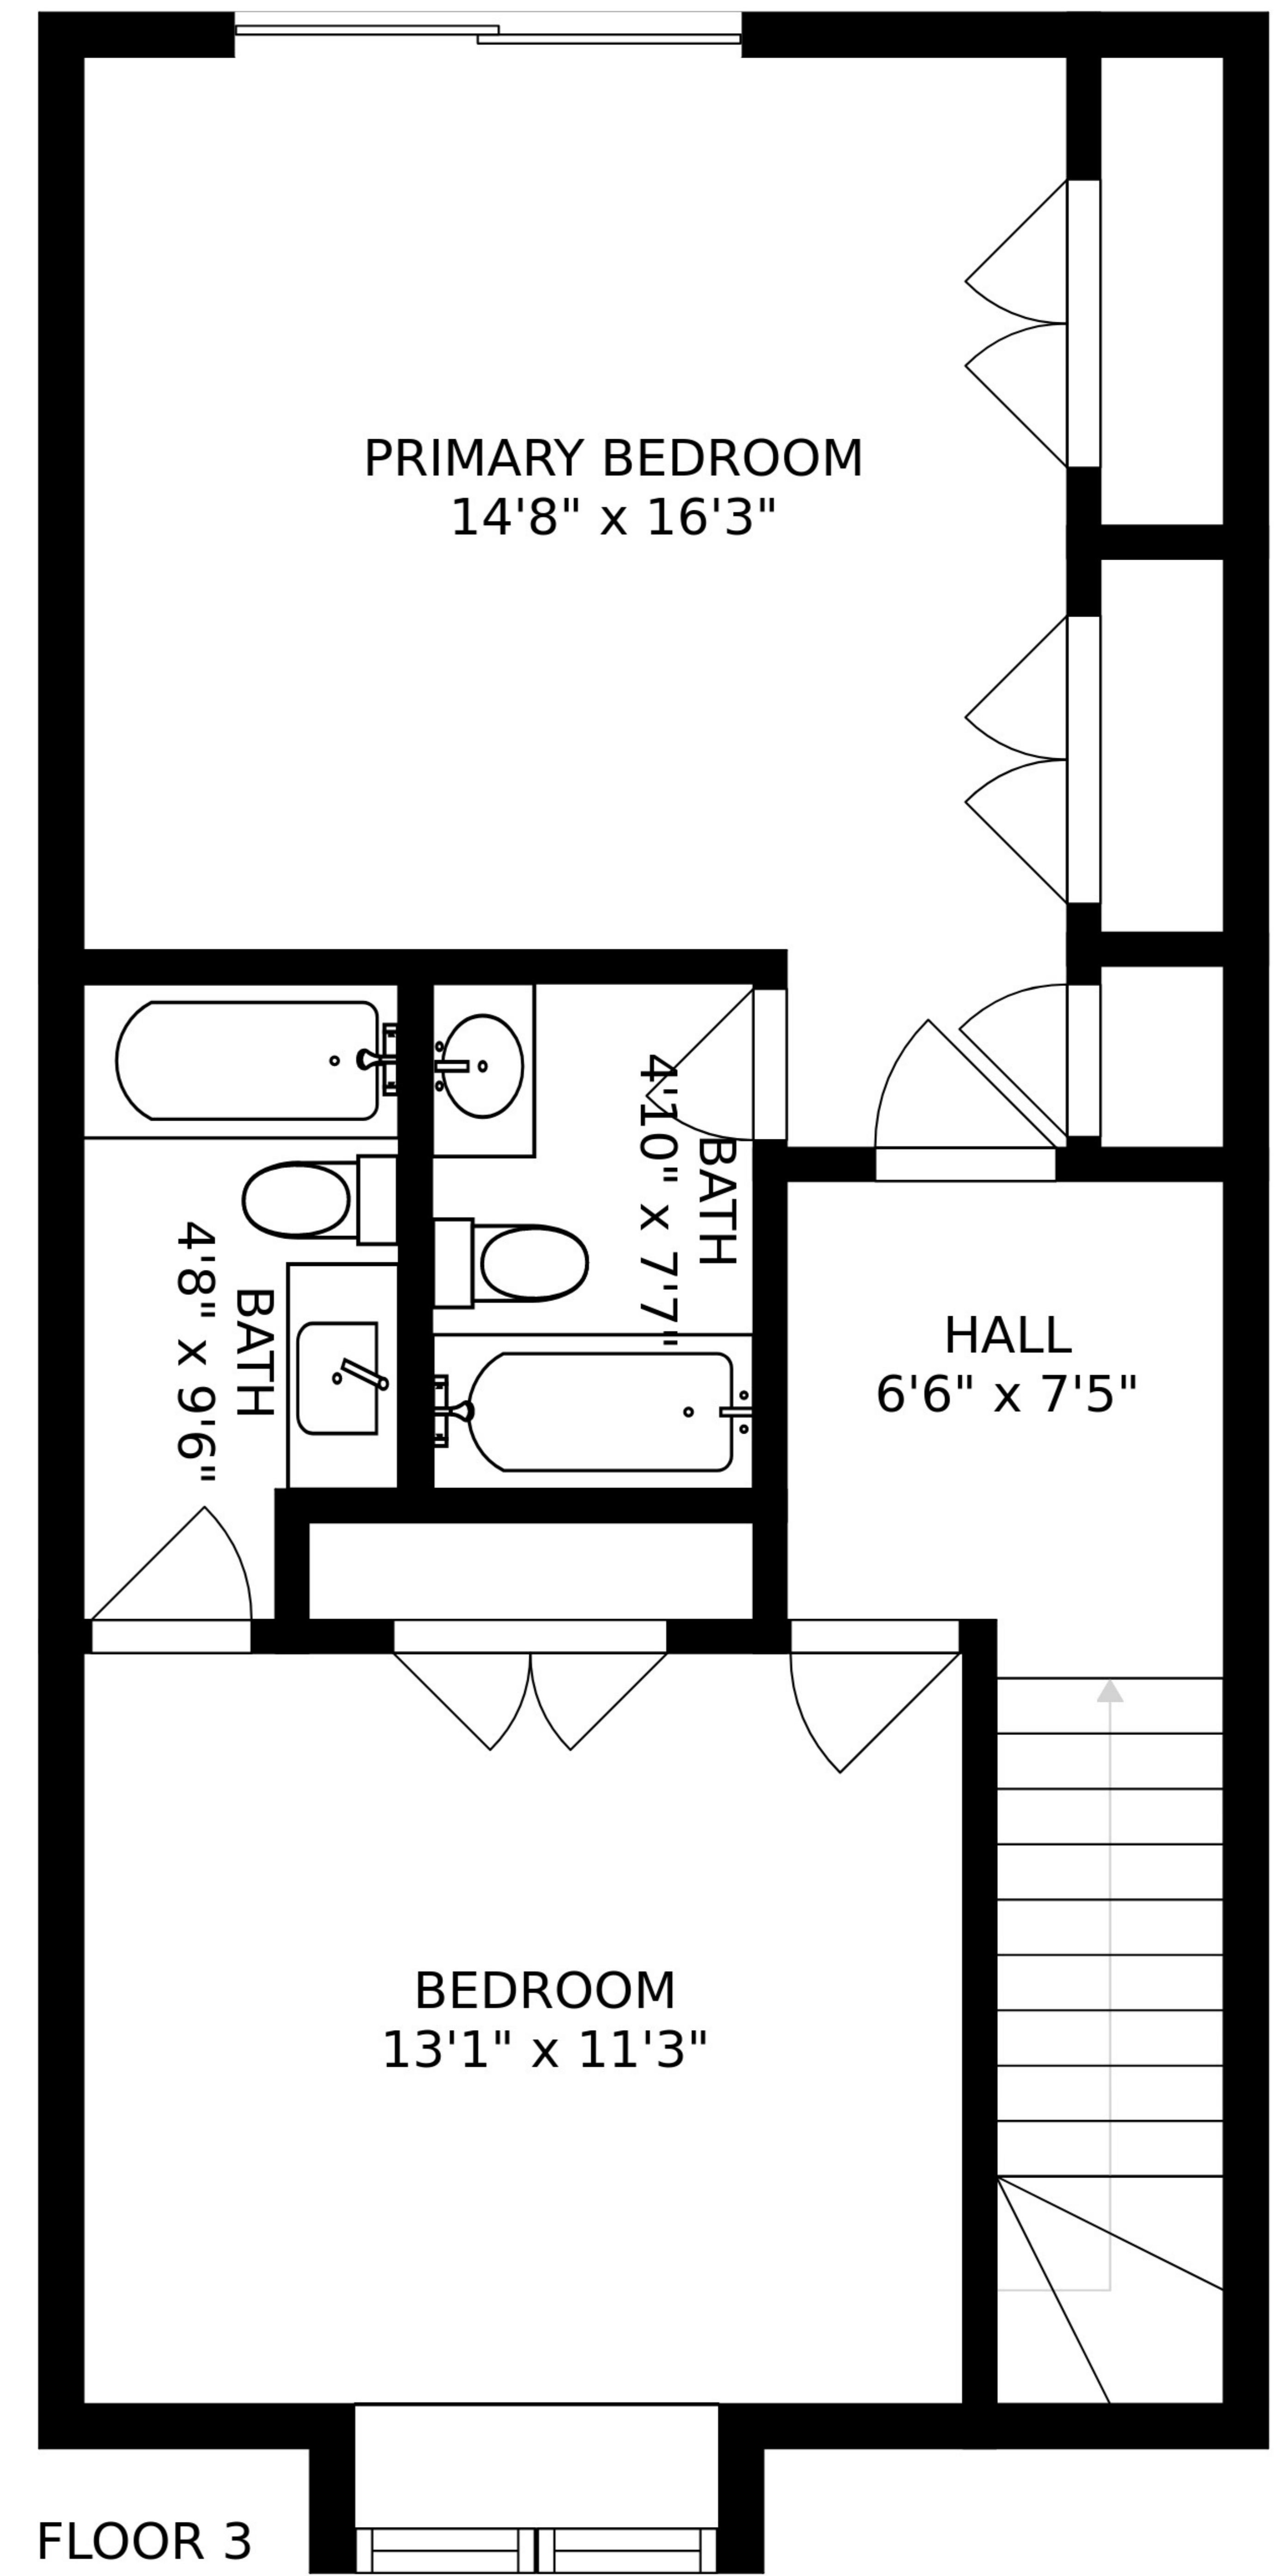 PRIMARY BEDROOM
14'8" x 16'3"
BATH
4'10" x 7'7"
BATH
4'8" x 9'6"
HALL
6'6" x 7'5"
BEDROOM
13'1" x 11'3"
FLOOR 3